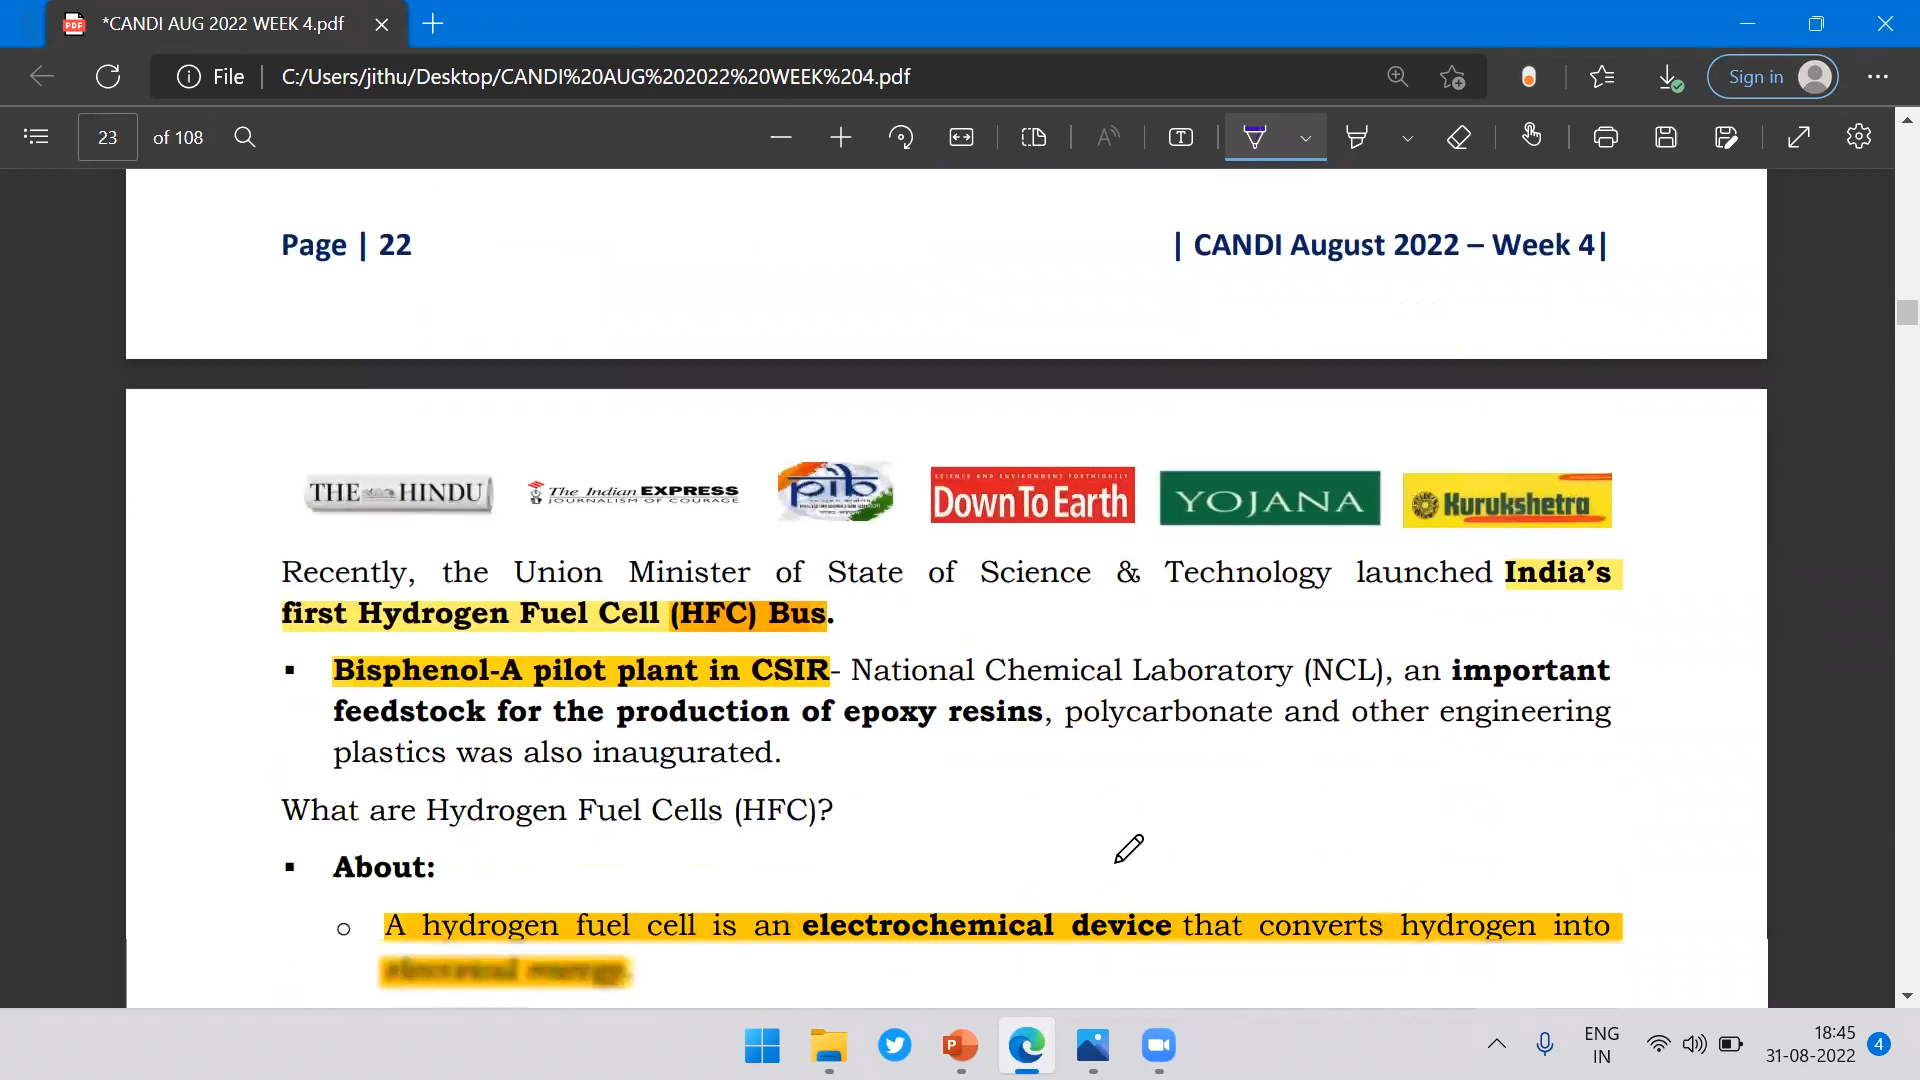 *CANDI AUG 2022 WEEK 4.pdf
File C:/Users/jithu/Desktop/CANDI%20AUG%202022%20WEEK%204.pdf
Sign in
23 of 108
Page | 22 | CANDI August 2022 – Week 4|
THE HINDU The Indian EXPRESS pib Down To Earth YOJANA Kurukshetra
JOURNALISM OF COURAGE SCIENCE AND ENVIRONMENT FORTNIGHTLY
Recently, the Union Minister of State of Science & Technology launched India’s
first Hydrogen Fuel Cell (HFC) Bus.
▪ Bisphenol-A pilot plant in CSIR- National Chemical Laboratory (NCL), an important
feedstock for the production of epoxy resins, polycarbonate and other engineering
plastics was also inaugurated.
What are Hydrogen Fuel Cells (HFC)?
▪ About:
o A hydrogen fuel cell is an electrochemical device that converts hydrogen into
electrical energy.
ENG
IN
18:45
31-08-2022
4